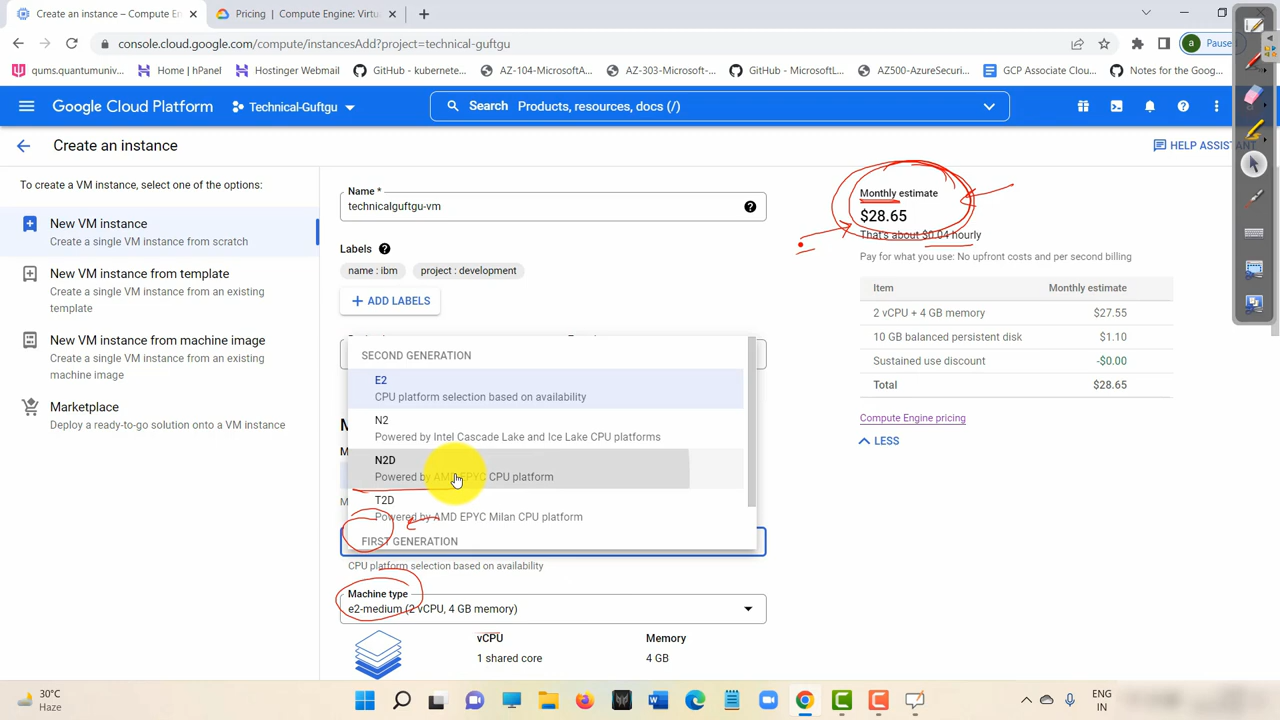 Create an instance – Compute En
Pricing | Compute Engine: Virtu
console.cloud.google.com/compute/instancesAdd?project=technical-guftgu
Paused
qums.quantumuniv...
Home | hPanel
Hostinger Webmail
GitHub - kubernete...
AZ-104-MicrosoftA...
AZ-303-Microsoft-...
GitHub - MicrosoftL...
AZ500-AzureSecuri...
GCP Associate Clou...
Notes for the Goog...
Google Cloud Platform
Technical-Guftgu
Search Products, resources, docs (/)
Create an instance
HELP ASSISTANT
To create a VM instance, select one of the options:
New VM instance
Create a single VM instance from scratch
New VM instance from template
Create a single VM instance from an existing
template
New VM instance from machine image
Create a single VM instance from an existing
machine image
Marketplace
Deploy a ready-to-go solution onto a VM instance
Name *
technicalguftgu-vm
Labels
name : ibm
project : development
ADD LABELS
SECOND GENERATION
E2
CPU platform selection based on availability
N2
Powered by Intel Cascade Lake and Ice Lake CPU platforms
N2D
Powered by AMD EPYC CPU platform
T2D
Powered by AMD EPYC Milan CPU platform
FIRST GENERATION
CPU platform selection based on availability
Machine type
e2-medium (2 vCPU, 4 GB memory)
vCPU
Memory
1 shared core
4 GB
Monthly estimate
$28.65
That's about $0.04 hourly
Pay for what you use: No upfront costs and per second billing
Item Monthly estimate
2 vCPU + 4 GB memory $27.55
10 GB balanced persistent disk $1.10
Sustained use discount -$0.00
Total $28.65
Compute Engine pricing
LESS
30°C
Haze
ENG
IN